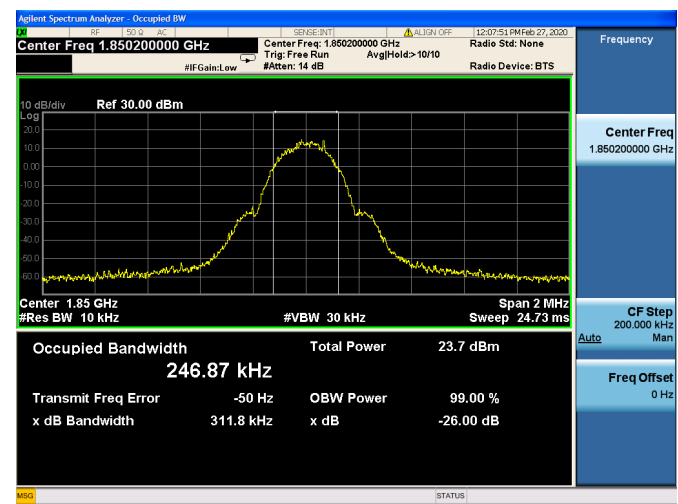 Agilent Spectrum Analyzer - Occupied BW
LXI RF 50 Ω AC SENSE:INT ALIGN OFF 12:07:51 PM Feb 27, 2020
Center Freq 1.850200000 GHz
Center Freq: 1.850200000 GHz
Radio Std: None
Trig: Free Run Avg|Hold:>10/10
#IFGain:Low
#Atten: 14 dB
Radio Device: BTS
10 dB/div Ref 30.00 dBm
Log
20.0
10.0
0.00
-10.0
-20.0
-30.0
-40.0
-50.0
-60.0
Center 1.85 GHz Span 2 MHz
#Res BW 10 kHz #VBW 30 kHz Sweep 24.73 ms
Occupied Bandwidth Total Power 23.7 dBm
246.87 kHz
Transmit Freq Error -50 Hz OBW Power 99.00 %
x dB Bandwidth 311.8 kHz x dB -26.00 dB
MSG STATUS
Frequency
Center Freq
1.850200000 GHz
CF Step
200.000 kHz
Auto Man
Freq Offset
0 Hz